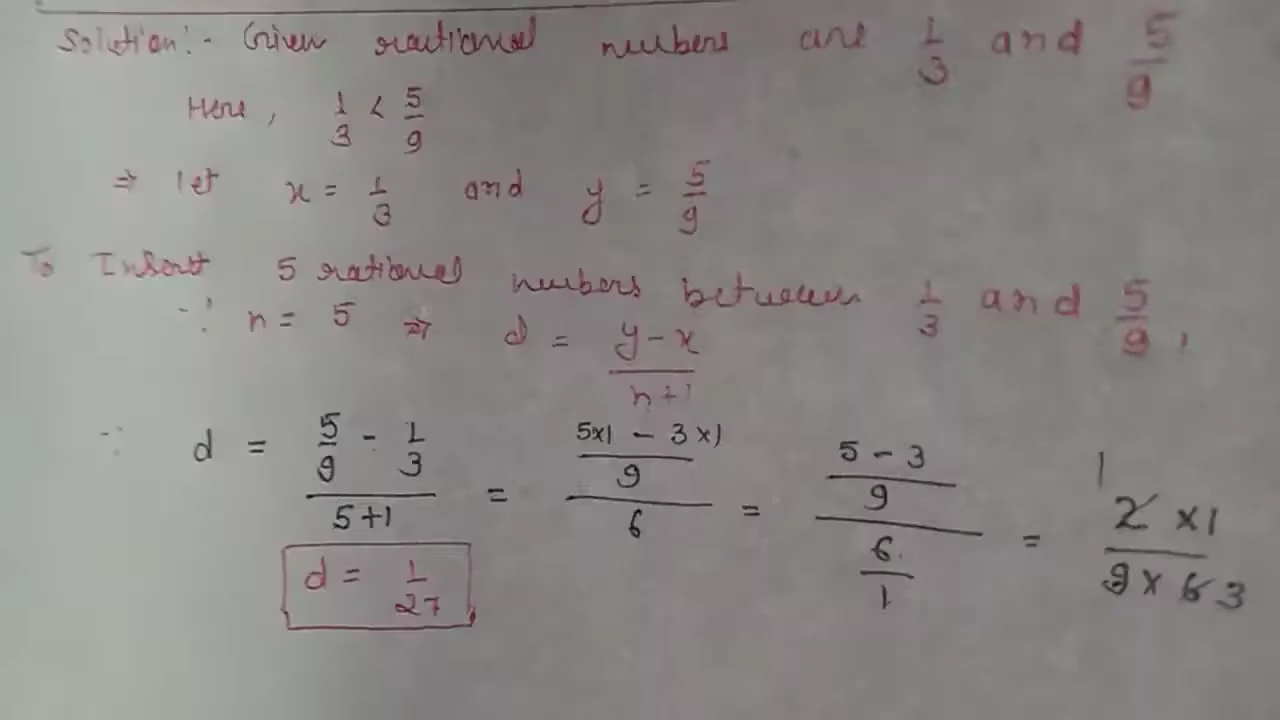 Solution:- Given rational numbers are 1/3 and 5/9
Here, 1/3 < 5/9
⇒ let x = 1/3 and y = 5/9
To Insert 5 rational numbers between 1/3 and 5/9,
∵ n = 5 ⇒ d = (y-x)/(n+1)
∵ d = (5/9 - 1/3)/(5+1) = ((5×1 - 3×1)/9)/6 = ((5-3)/9)/(6/1) = 1 (2×1)/(9×6) 3
d = 1/27